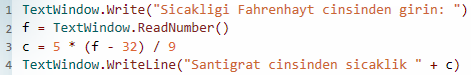 1 TextWindow.Write("Sicakligi Fahrenhayt cinsinden girin: ")
2 f = TextWindow.ReadNumber()
3 c = 5 * (f - 32) / 9
4 TextWindow.WriteLine("Santigrat cinsinden sicaklik " + c)